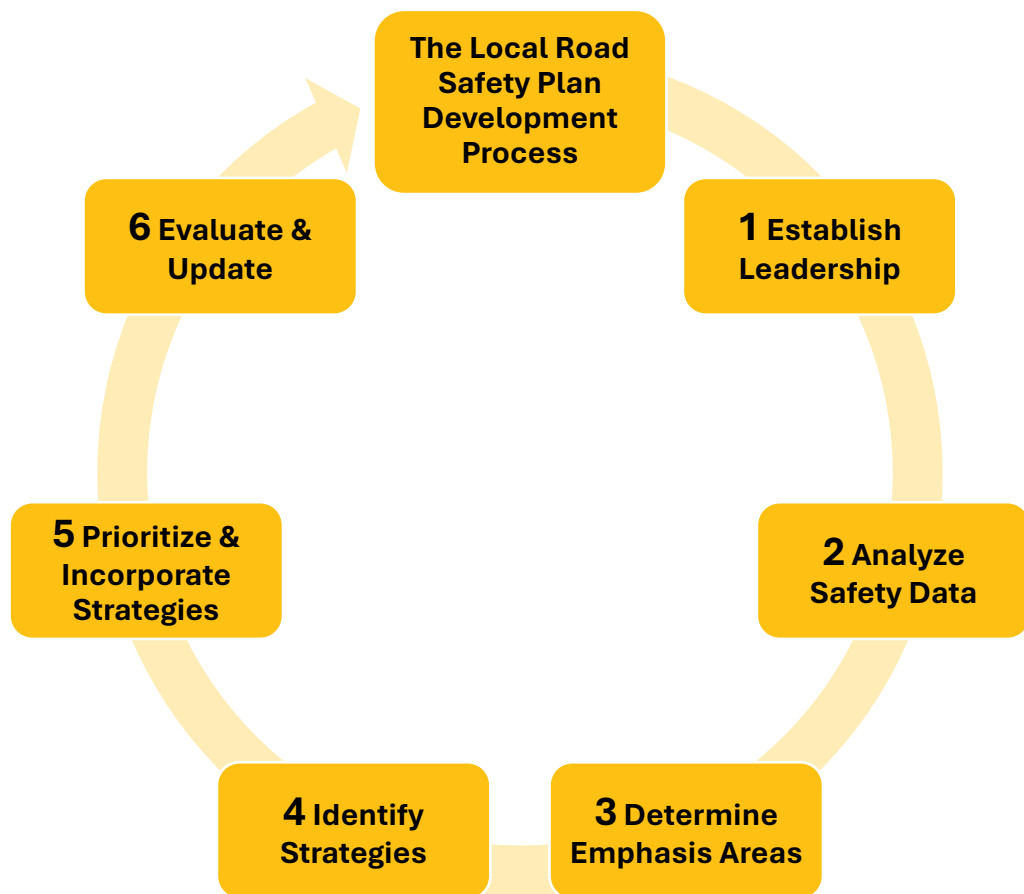 The Local Road
Safety Plan
Development
Process
1 Establish
Leadership
2 Analyze
Safety Data
3 Determine
Emphasis Areas
4 Identify
Strategies
5 Prioritize &
Incorporate
Strategies
6 Evaluate &
Update